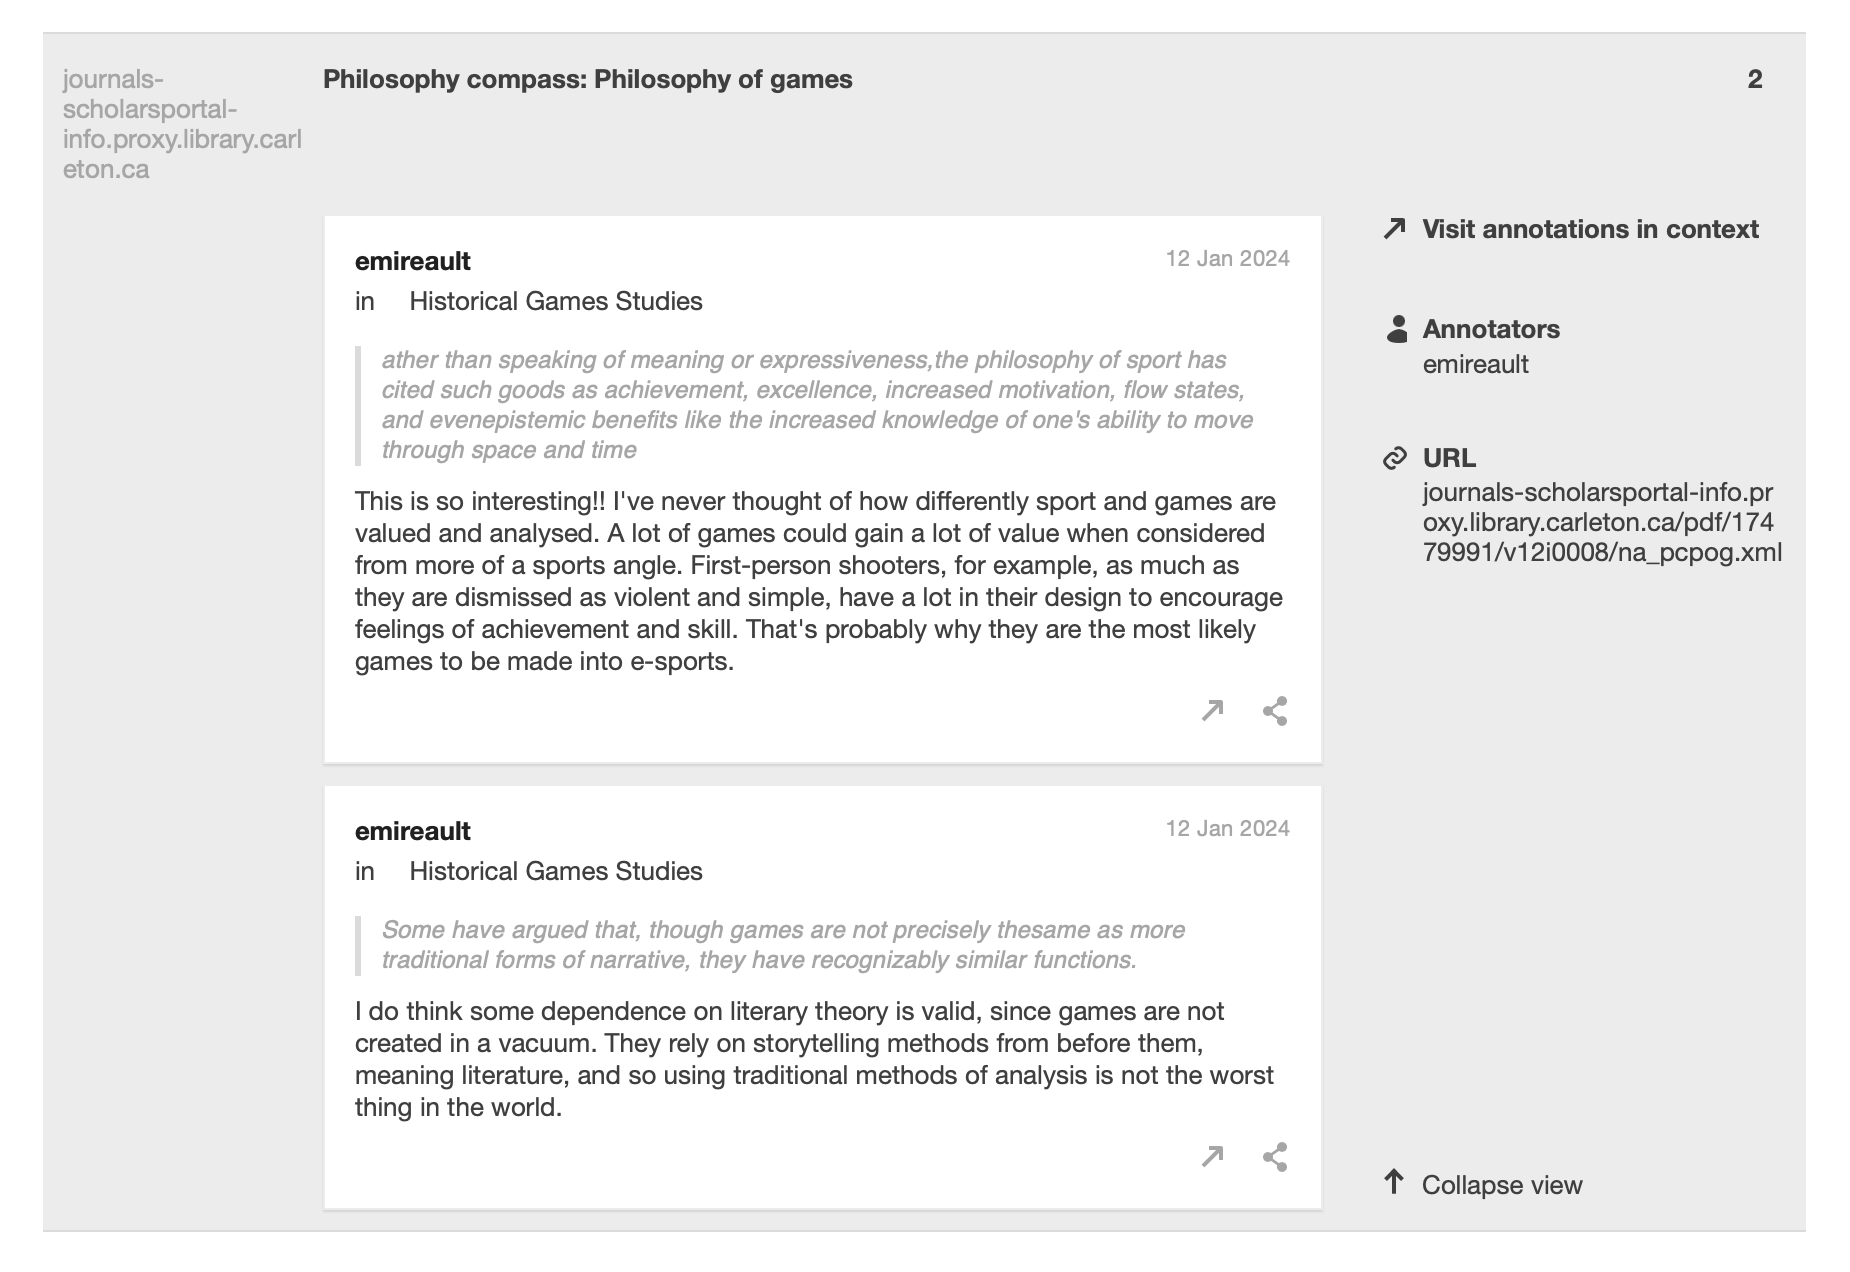 journals-
scholarsportal-
info.proxy.library.carl
eton.ca
Philosophy compass: Philosophy of games
2
emireault
12 Jan 2024
in Historical Games Studies
ather than speaking of meaning or expressiveness,the philosophy of sport has
cited such goods as achievement, excellence, increased motivation, flow states,
and evenepistemic benefits like the increased knowledge of one's ability to move
through space and time
This is so interesting!! I've never thought of how differently sport and games are
valued and analysed. A lot of games could gain a lot of value when considered
from more of a sports angle. First-person shooters, for example, as much as
they are dismissed as violent and simple, have a lot in their design to encourage
feelings of achievement and skill. That's probably why they are the most likely
games to be made into e-sports.
emireault
12 Jan 2024
in Historical Games Studies
Some have argued that, though games are not precisely thesame as more
traditional forms of narrative, they have recognizably similar functions.
I do think some dependence on literary theory is valid, since games are not
created in a vacuum. They rely on storytelling methods from before them,
meaning literature, and so using traditional methods of analysis is not the worst
thing in the world.
Visit annotations in context
Annotators
emireault
URL
journals-scholarsportal-info.pr
oxy.library.carleton.ca/pdf/174
79991/v12i0008/na_pcpog.xml
Collapse view